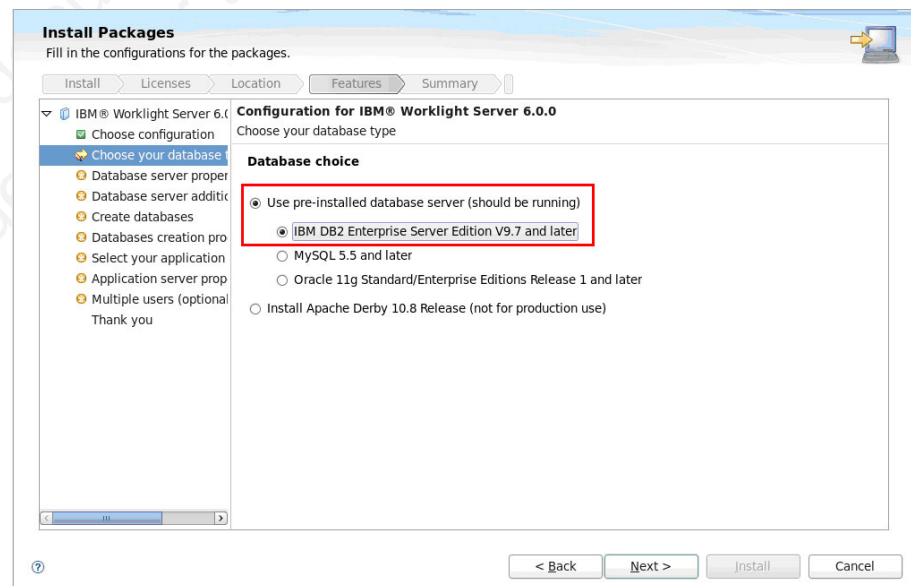 Install Packages
Fill in the configurations for the packages.
Install Licenses Location Features Summary
IBM® Worklight Server 6.0
Choose configuration
Choose your database t
Database server proper
Database server additic
Create databases
Databases creation pro
Select your application
Application server prop
Multiple users (optional
Thank you
Configuration for IBM® Worklight Server 6.0.0
Choose your database type
Database choice
Use pre-installed database server (should be running)
IBM DB2 Enterprise Server Edition V9.7 and later
MySQL 5.5 and later
Oracle 11g Standard/Enterprise Editions Release 1 and later
Install Apache Derby 10.8 Release (not for production use)
?
< Back Next > Install Cancel